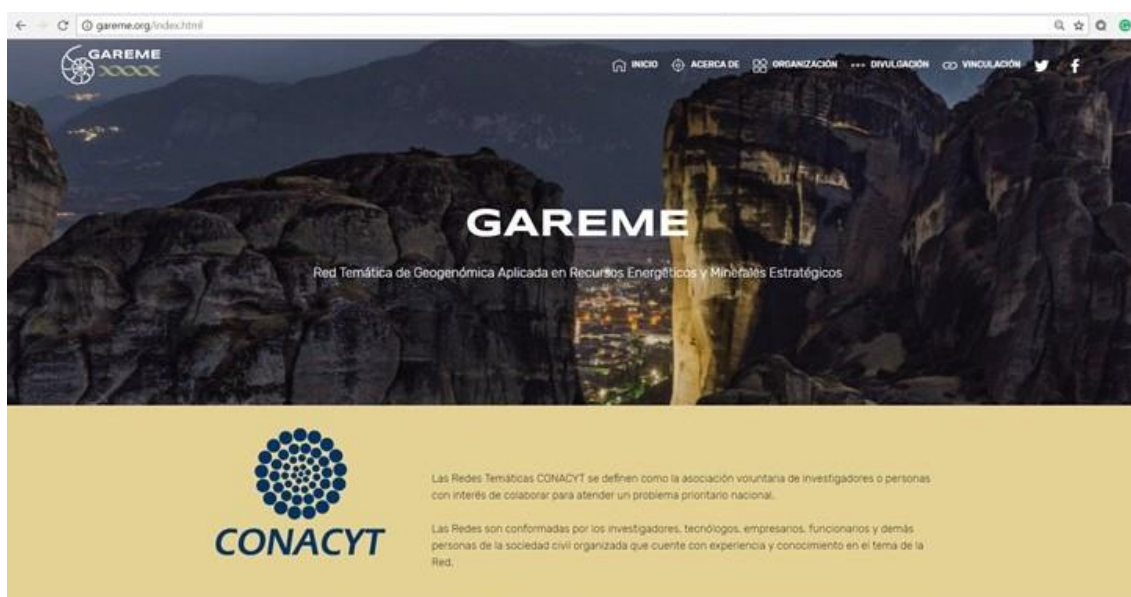 gareme.org/index.html
GAREME
INICIO ACERCA DE ORGANIZACIÓN DIVULGACIÓN VINCULACIÓN
GAREME
Red Temática de Geogenómica Aplicada en Recursos Energéticos y Minerales Estratégicos
CONACYT
Las Redes Temáticas CONACYT se definen como la asociación voluntaria de investigadores o personas
con interés de colaborar para atender un problema prioritario nacional.
Las Redes son conformadas por los investigadores, tecnólogos, empresarios, funcionarios y demás
personas de la sociedad civil organizada que cuente con experiencia y conocimiento en el tema de la
Red.